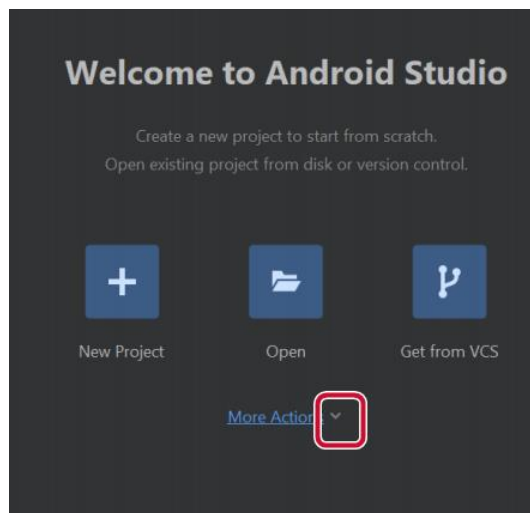 Welcome to Android Studio
Create a new project to start from scratch.
Open existing project from disk or version control.
New Project
Open
Get from VCS
More Actions